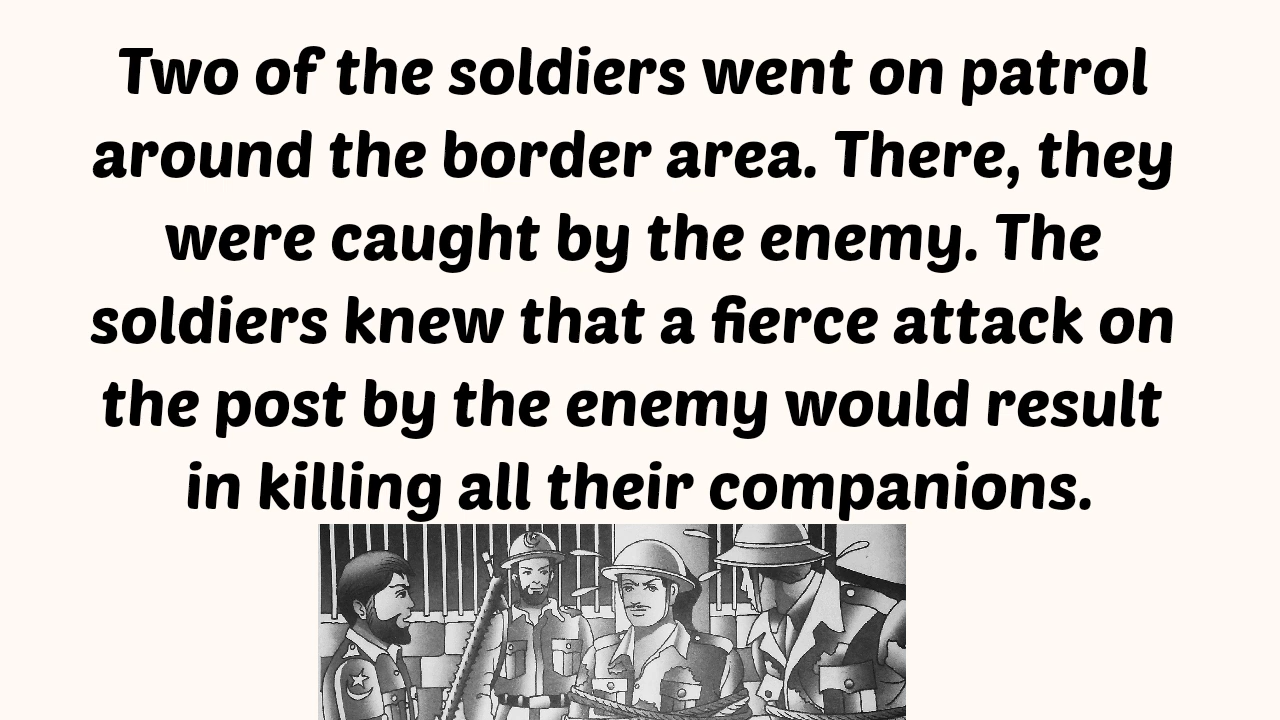 Two of the soldiers went on patrol
around the border area. There, they
were caught by the enemy. The
soldiers knew that a fierce attack on
the post by the enemy would result
in killing all their companions.